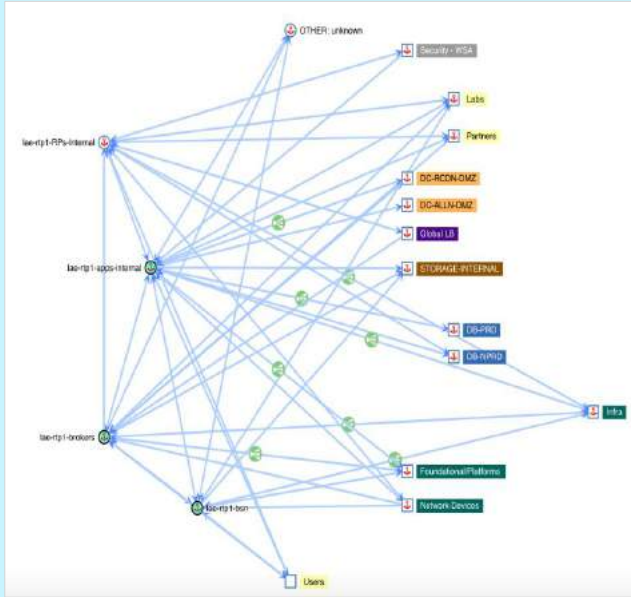 OTHER: unknown
Security - WSA
Labs
lae-rtp1-RPs-internal
Partners
DC-RCDN-DMZ
DC-ALLN-DMZ
Global LB
lae-rtp1-apps-internal
STORAGE-INTERNAL
DB-PRD
DB-NPRD
Infra
lae-rtp1-brokers
Foundational Platforms
Network Devices
lae-rtp1-bsn
Users